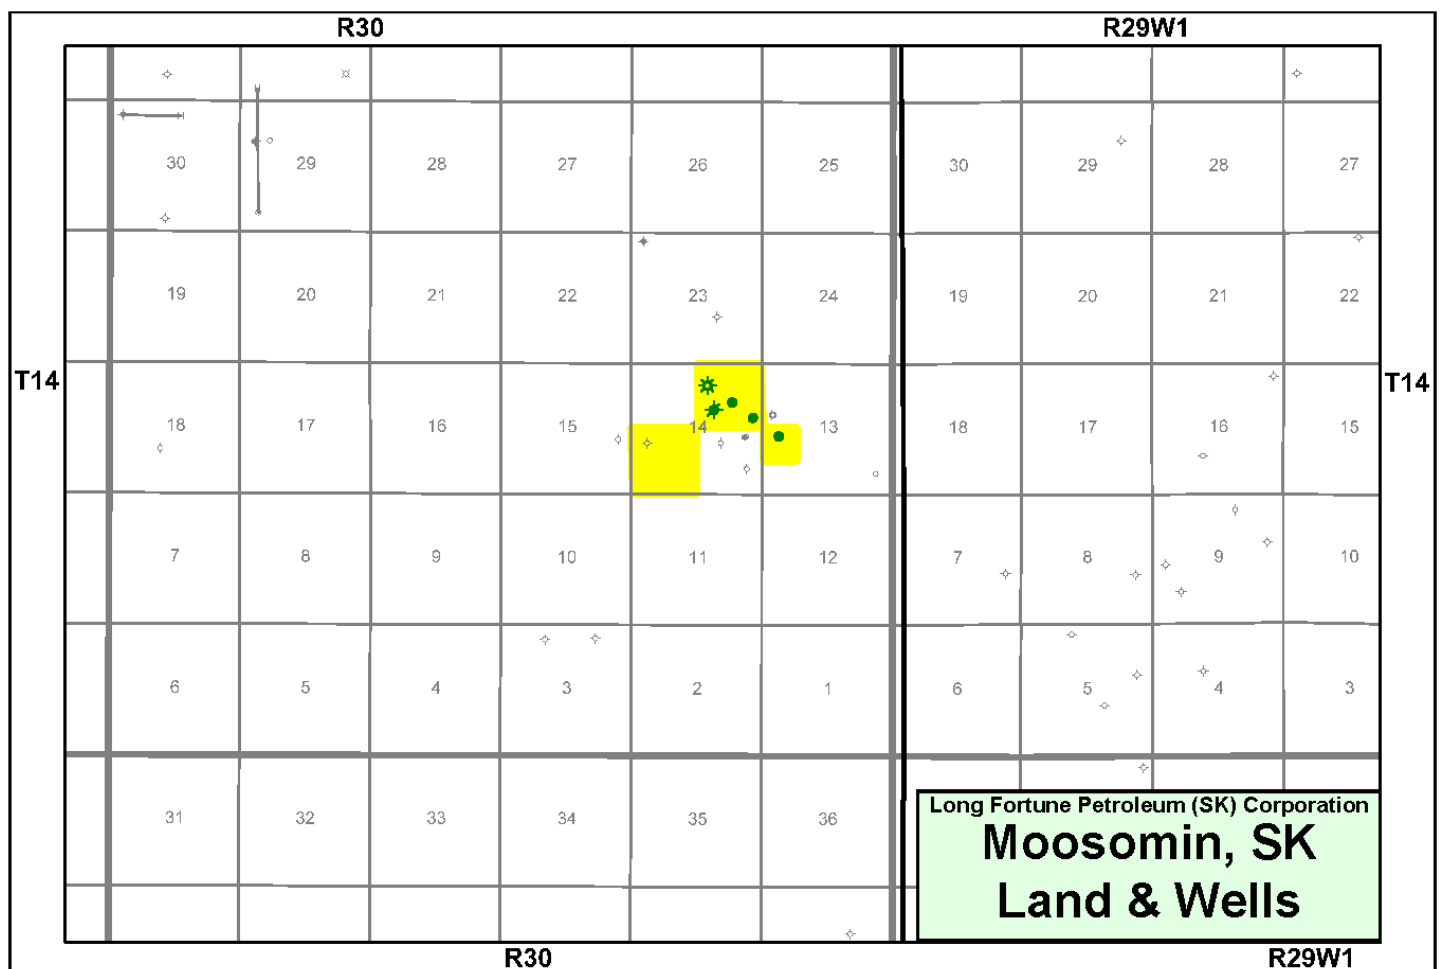 R30 R29W1
30 29 28 27 26 25 30 29 28 27
19 20 21 22 23 24 19 20 21 22
T14 T14
18 17 16 15 14 13 18 17 16 15
7 8 9 10 11 12 7 8 9 10
6 5 4 3 2 1 6 5 4 3
31 32 33 34 35 36
Long Fortune Petroleum (SK) Corporation
Moosomin, SK
Land & Wells
R30 R29W1